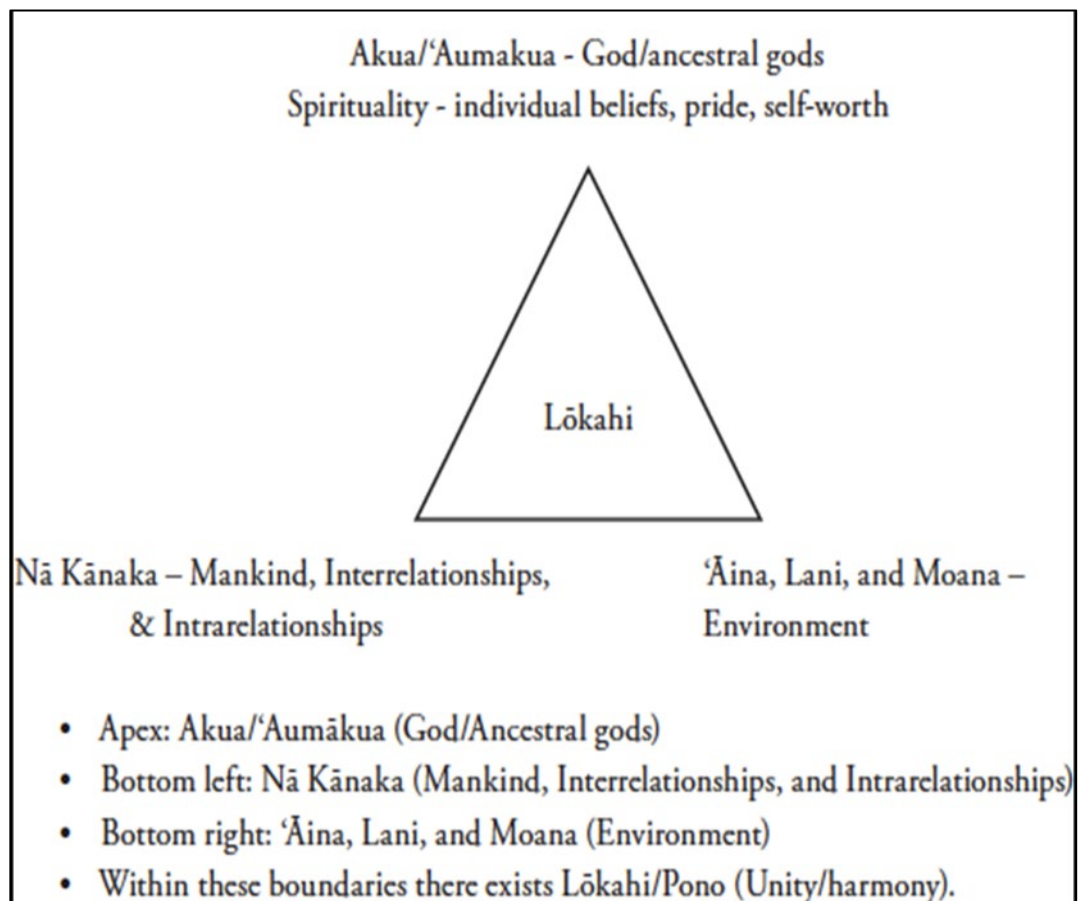 Akua/‘Aumakua - God/ancestral gods
Spirituality - individual beliefs, pride, self-worth
Lōkahi
Nā Kānaka – Mankind, Interrelationships,
& Intrarelationships
‘Āina, Lani, and Moana –
Environment
• Apex: Akua/‘Aumākua (God/Ancestral gods)
• Bottom left: Nā Kānaka (Mankind, Interrelationships, and Intrarelationships)
• Bottom right: ‘Āina, Lani, and Moana (Environment)
• Within these boundaries there exists Lōkahi/Pono (Unity/harmony).